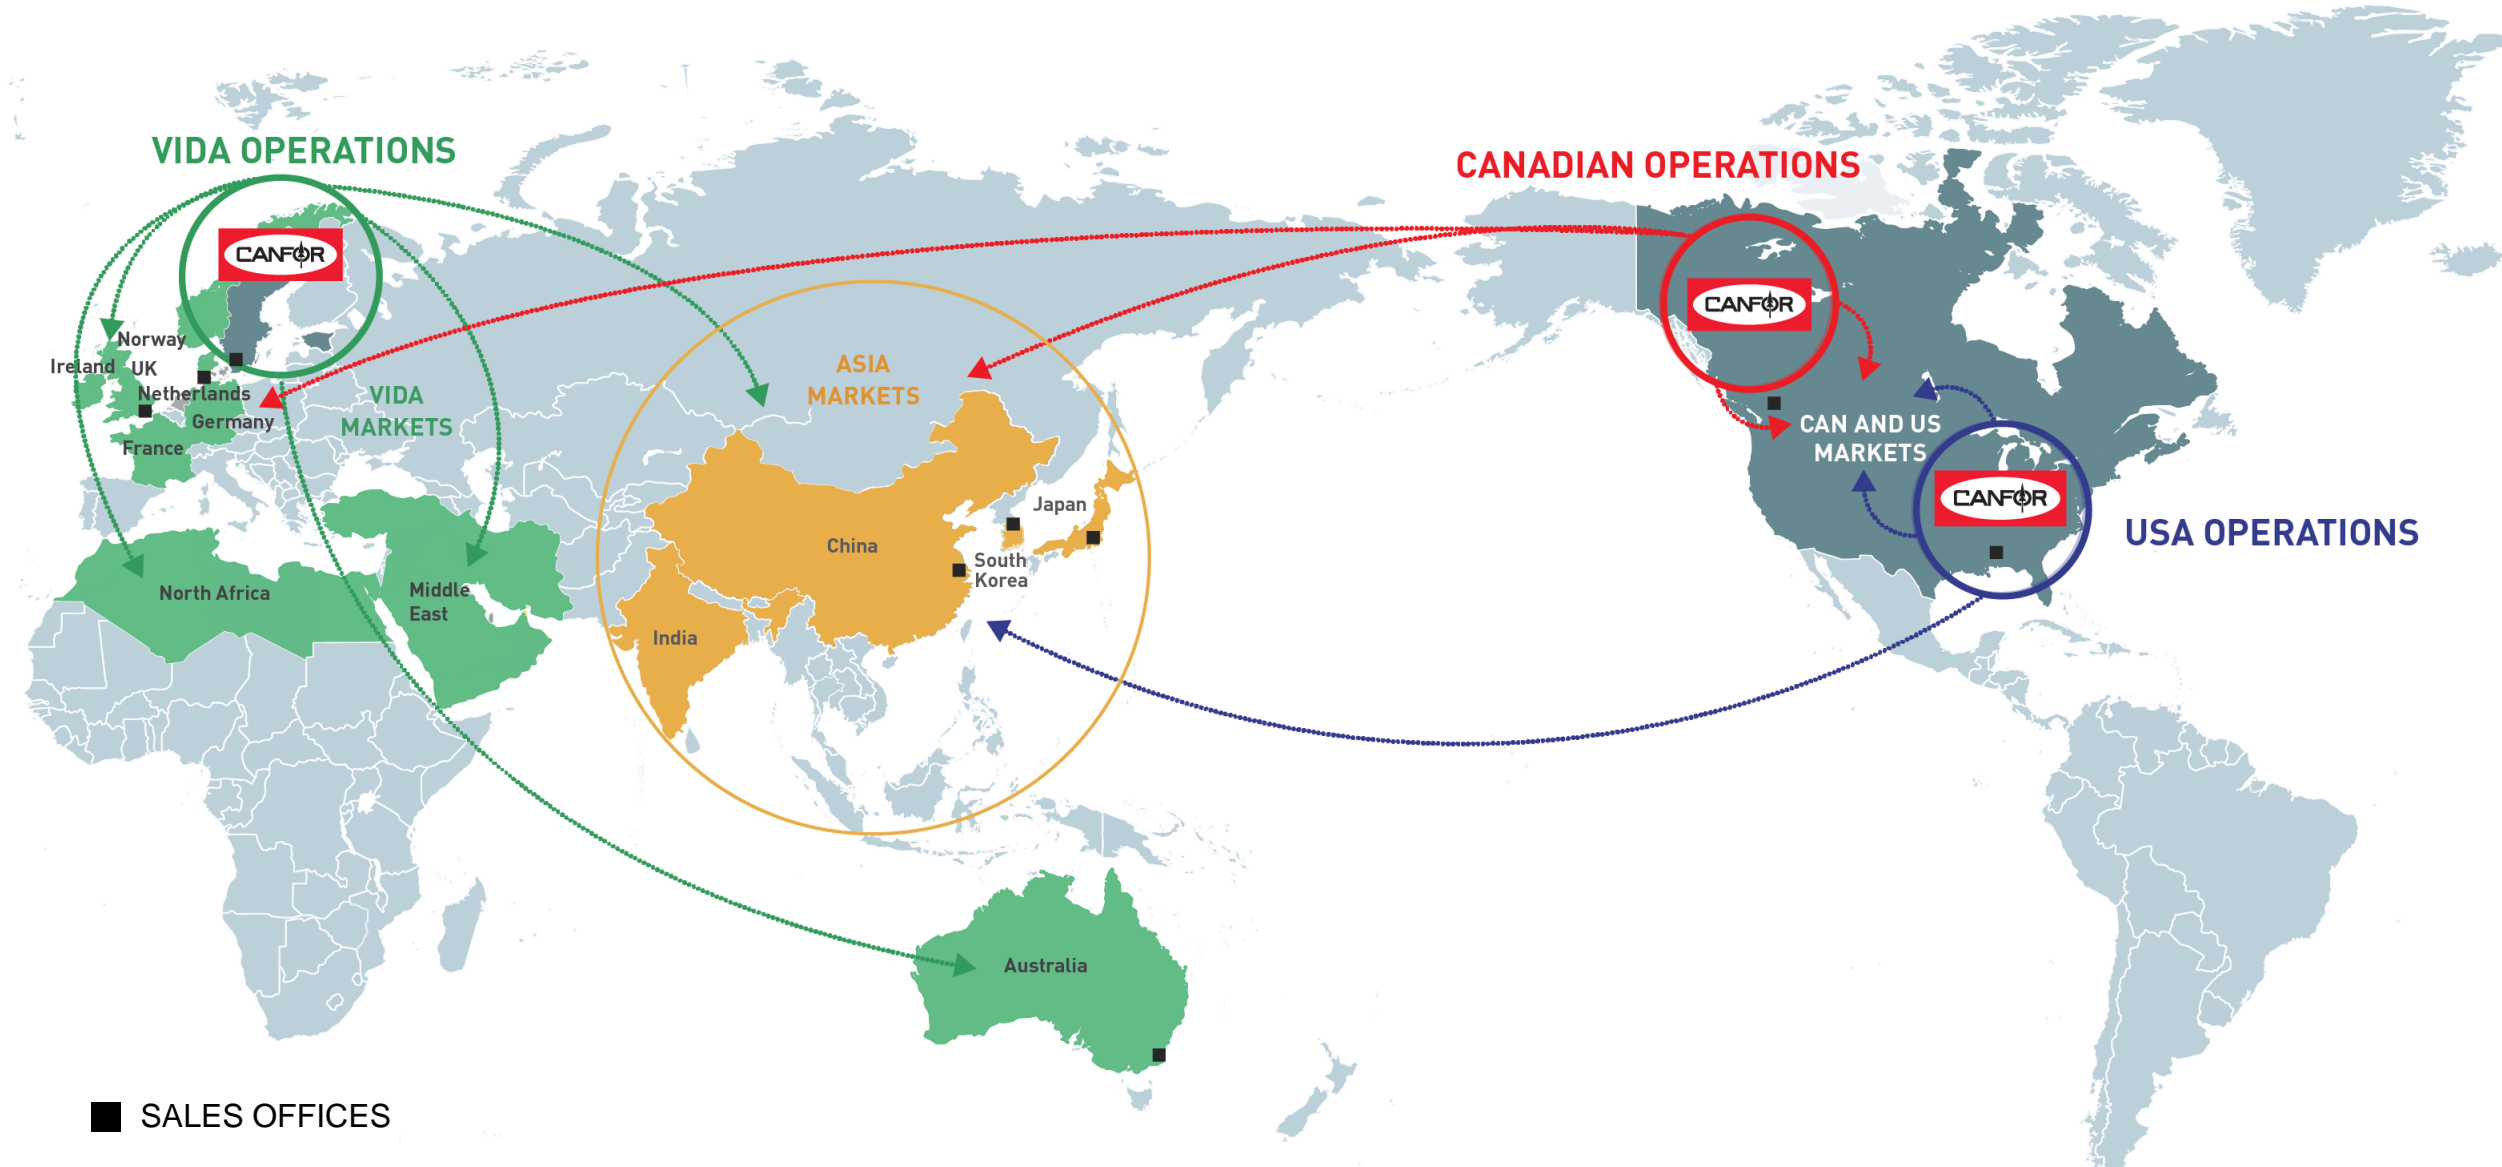 VIDA OPERATIONS
CANADIAN OPERATIONS
CANFOR
CANFOR
Norway
Ireland
UK
Netherlands
Germany
France
VIDA
MARKETS
ASIA
MARKETS
CAN AND US
MARKETS
CANFOR
USA OPERATIONS
Japan
China
South
Korea
North Africa
Middle
East
India
Australia
SALES OFFICES